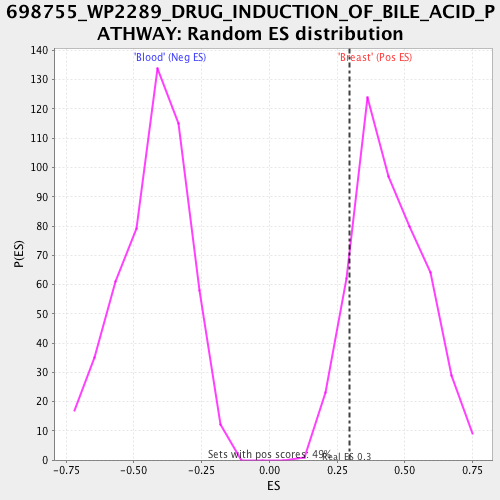 698755_WP2289_DRUG_INDUCTION_OF_BILE_ACID_P
ATHWAY: Random ES distribution
'Blood' (Neg ES)
'Breast' (Pos ES)
140
130
120
110
100
90
80
70
60
50
40
30
20
10
0
P(ES)
Sets with pos scores: 49%
Real ES 0.3
-0.75
-0.50
-0.25
0.00
0.25
0.50
0.75
ES